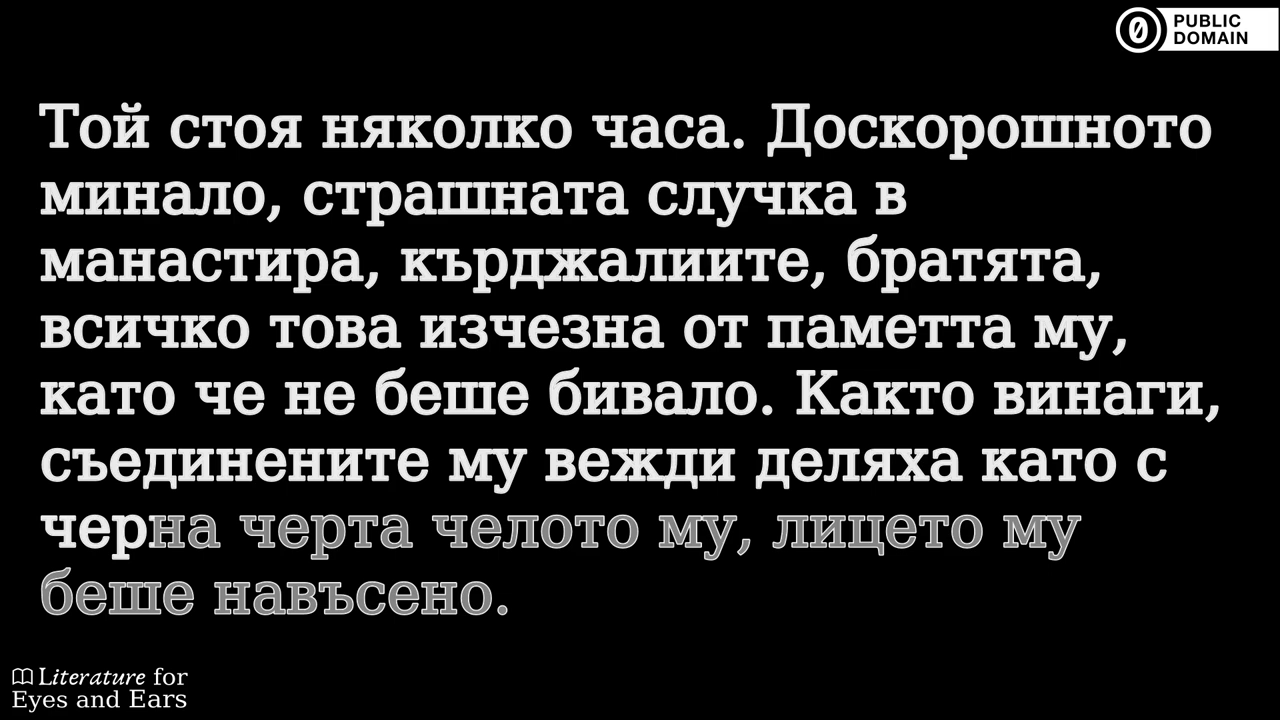 PUBLIC
DOMAIN
Той стоя няколко часа. Доскорошното
минало, страшната случка в
манастира, кърджалиите, братята,
всичко това изчезна от паметта му,
като че не беше бивало. Както винаги,
съединените му вежди деляха като с
черна черта челото му, лицето му
беше навъсено.
Literature for
Eyes and Ears